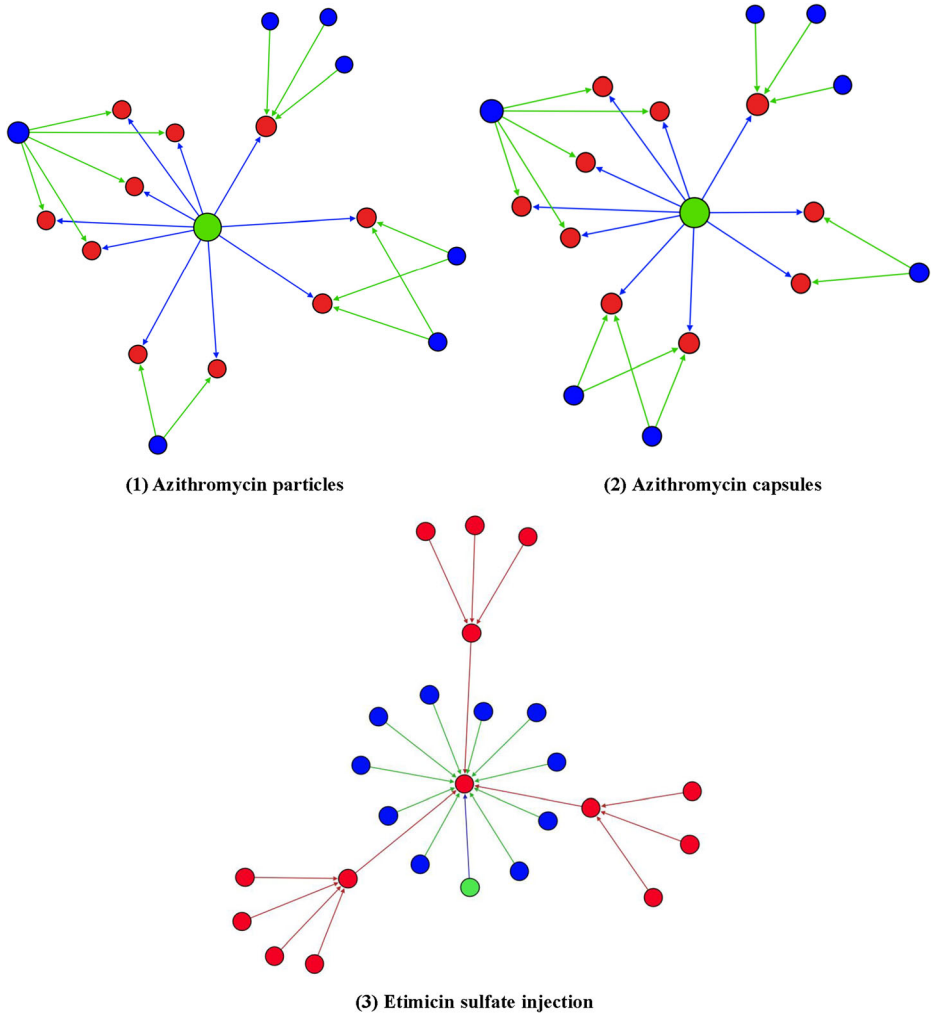 (1) Azithromycin particles
(2) Azithromycin capsules
(3) Etimicin sulfate injection